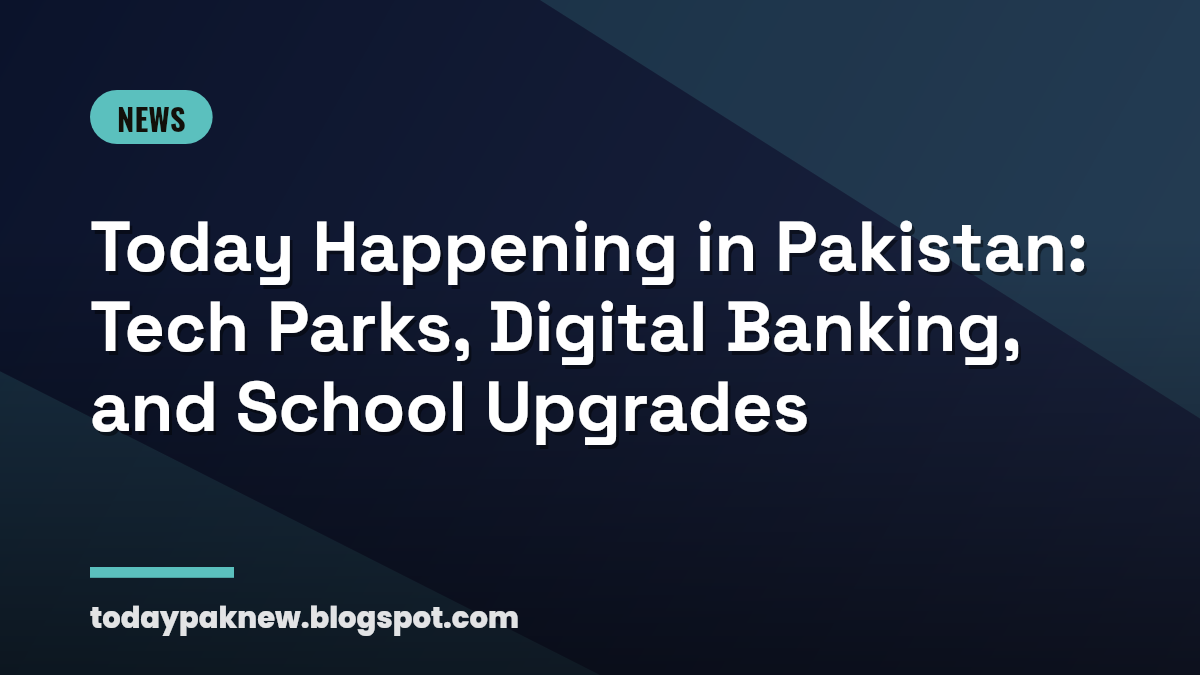 NEWS
Today Happening in Pakistan:
Tech Parks, Digital Banking,
and School Upgrades
todaypaknew.blogspot.com